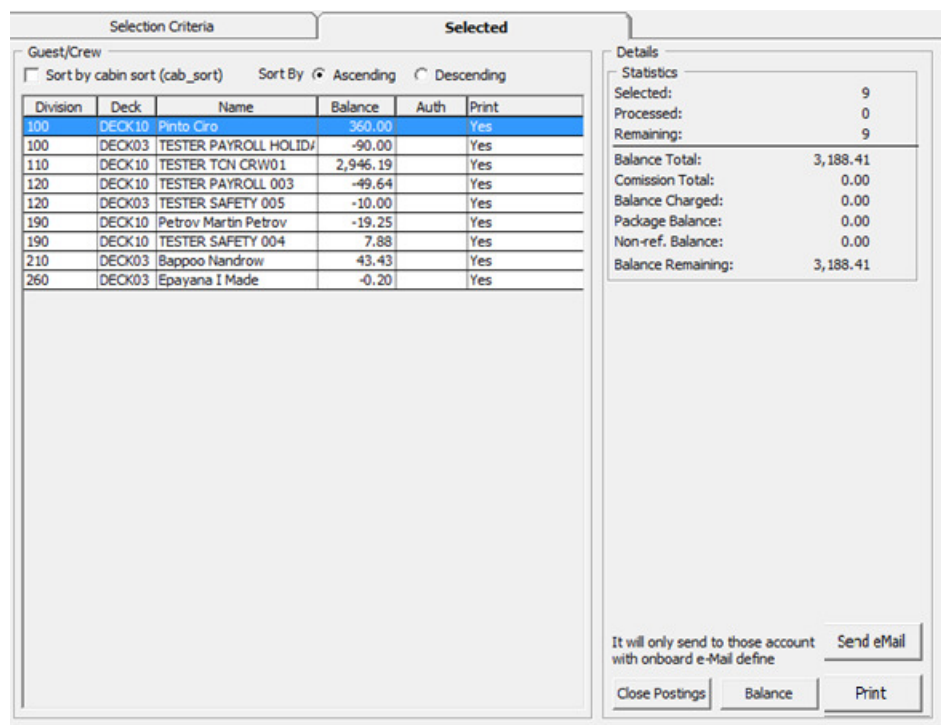 Selection Criteria Selected
Guest/Crew
Sort by cabin sort (cab_sort) Sort By Ascending Descending
Division Deck Name Balance Auth Print
100 DECK10 Pinto Ciro 360.00 Yes
100 DECK03 TESTER PAYROLL HOLIDA -90.00 Yes
110 DECK10 TESTER TCN CRW01 2,946.19 Yes
120 DECK10 TESTER PAYROLL 003 -49.64 Yes
120 DECK03 TESTER SAFETY 005 -10.00 Yes
190 DECK10 Petrov Martin Petrov -19.25 Yes
190 DECK10 TESTER SAFETY 004 7.88 Yes
210 DECK03 Bappoo Nandrow 43.43 Yes
260 DECK03 Epayana I Made -0.20 Yes
Details
Statistics
Selected: 9
Processed: 0
Remaining: 9
Balance Total: 3,188.41
Comission Total: 0.00
Balance Charged: 0.00
Package Balance: 0.00
Non-ref. Balance: 0.00
Balance Remaining: 3,188.41
It will only send to those account
with onboard e-Mail define
Send eMail
Close Postings Balance Print